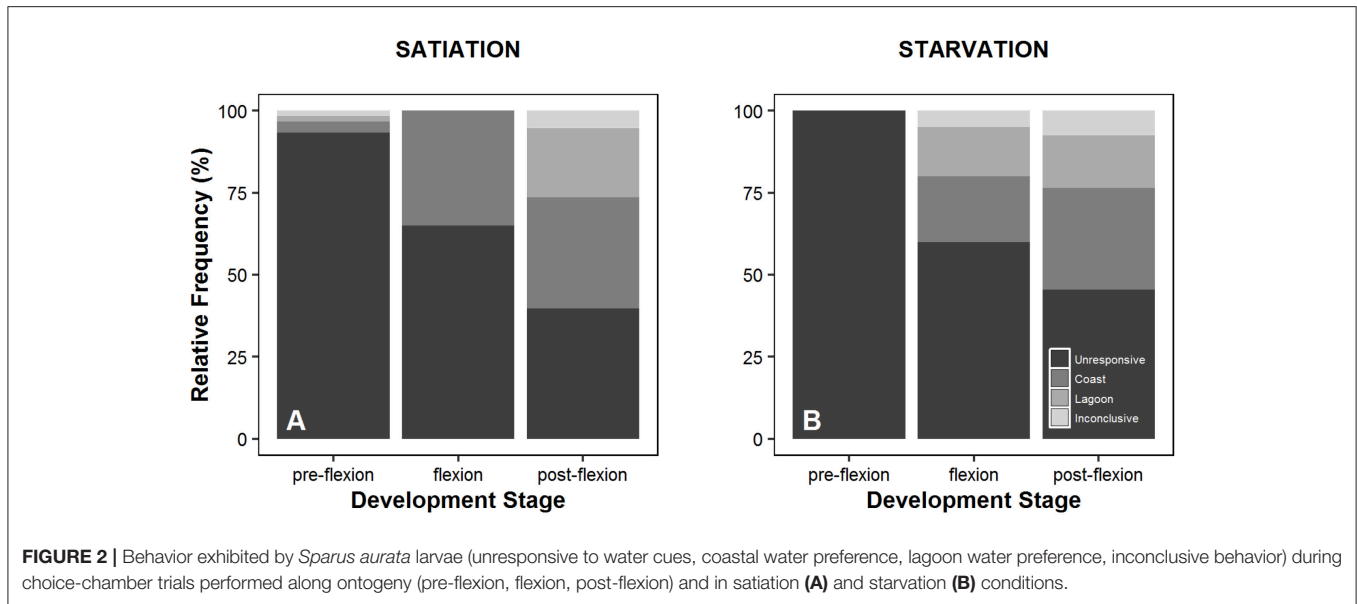 SATIATION
STARVATION
Relative Frequency (%)
100
75
50
25
0
A
pre-flexion flexion post-flexion
Development Stage
100
75
50
25
0
B
Unresponsive
Coast
Lagoon
Inconclusive
pre-flexion flexion post-flexion
Development Stage
FIGURE 2 | Behavior exhibited by Sparus aurata larvae (unresponsive to water cues, coastal water preference, lagoon water preference, inconclusive behavior) during
choice-chamber trials performed along ontogeny (pre-flexion, flexion, post-flexion) and in satiation (A) and starvation (B) conditions.